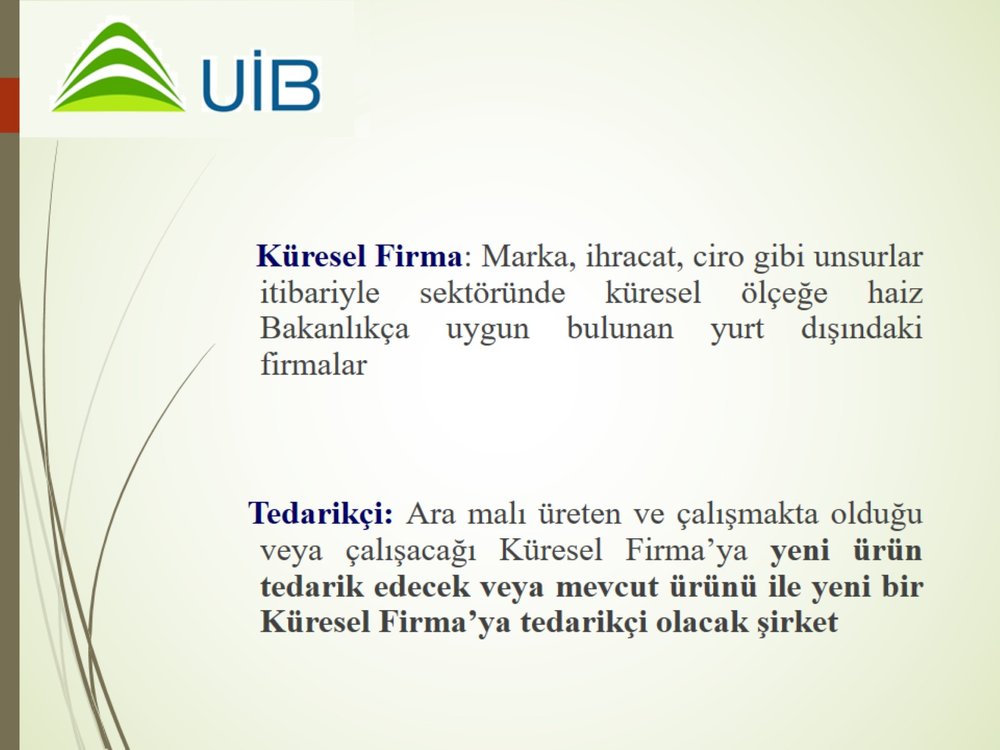 UİB
Küresel Firma: Marka, ihracat, ciro gibi unsurlar
itibariyle sektöründe küresel ölçeğe haiz
Bakanlıkça uygun bulunan yurt dışındaki
firmalar
Tedarikçi: Ara malı üreten ve çalışmakta olduğu
veya çalışacağı Küresel Firma’ya yeni ürün
tedarik edecek veya mevcut ürünü ile yeni bir
Küresel Firma’ya tedarikçi olacak şirket